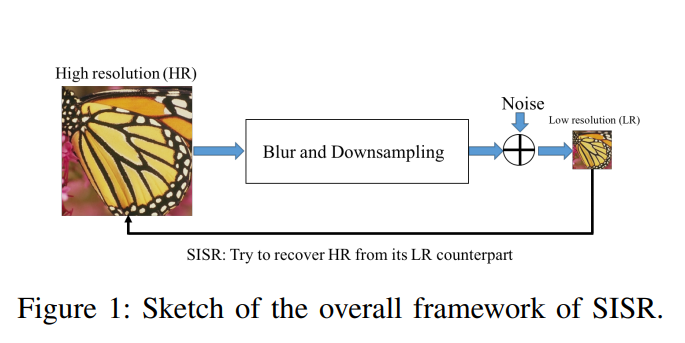 High resolution (HR)
Noise
Low resolution (LR)
Blur and Downsampling
SISR: Try to recover HR from its LR counterpart
Figure 1: Sketch of the overall framework of SISR.